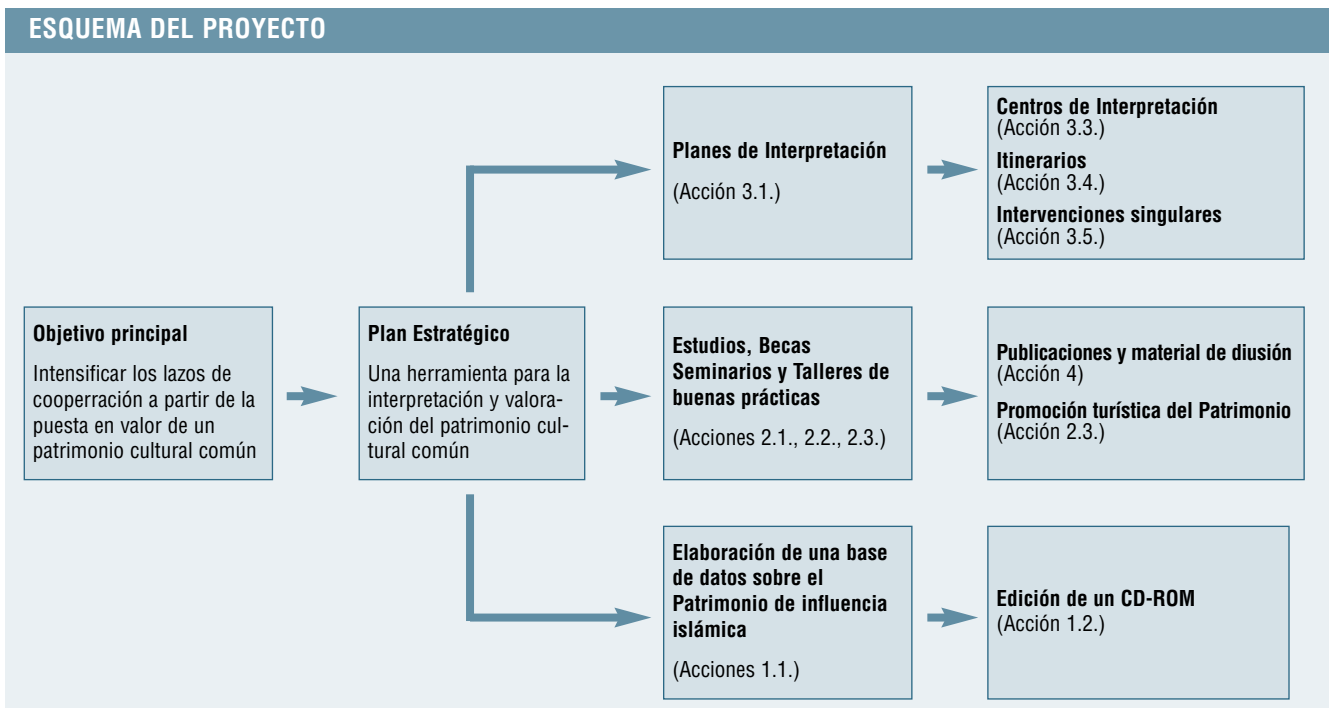 ESQUEMA DEL PROYECTO
Objetivo principal
Intensificar los lazos de
cooperración a partir de la
puesta en valor de un
patrimonio cultural común
Plan Estratégico
Una herramienta para la
interpretación y valora-
ción del patrimonio cul-
tural común
Planes de Interpretación
(Acción 3.1.)
Centros de Interpretación
(Acción 3.3.)
Itinerarios
(Acción 3.4.)
Intervenciones singulares
(Acción 3.5.)
Estudios, Becas
Seminarios y Talleres de
buenas prácticas
(Acciones 2.1., 2.2., 2.3.)
Publicaciones y material de diusión
(Acción 4)
Promoción turística del Patrimonio
(Acción 2.3.)
Elaboración de una base
de datos sobre el
Patrimonio de influencia
islámica
(Acciones 1.1.)
Edición de un CD-ROM
(Acción 1.2.)